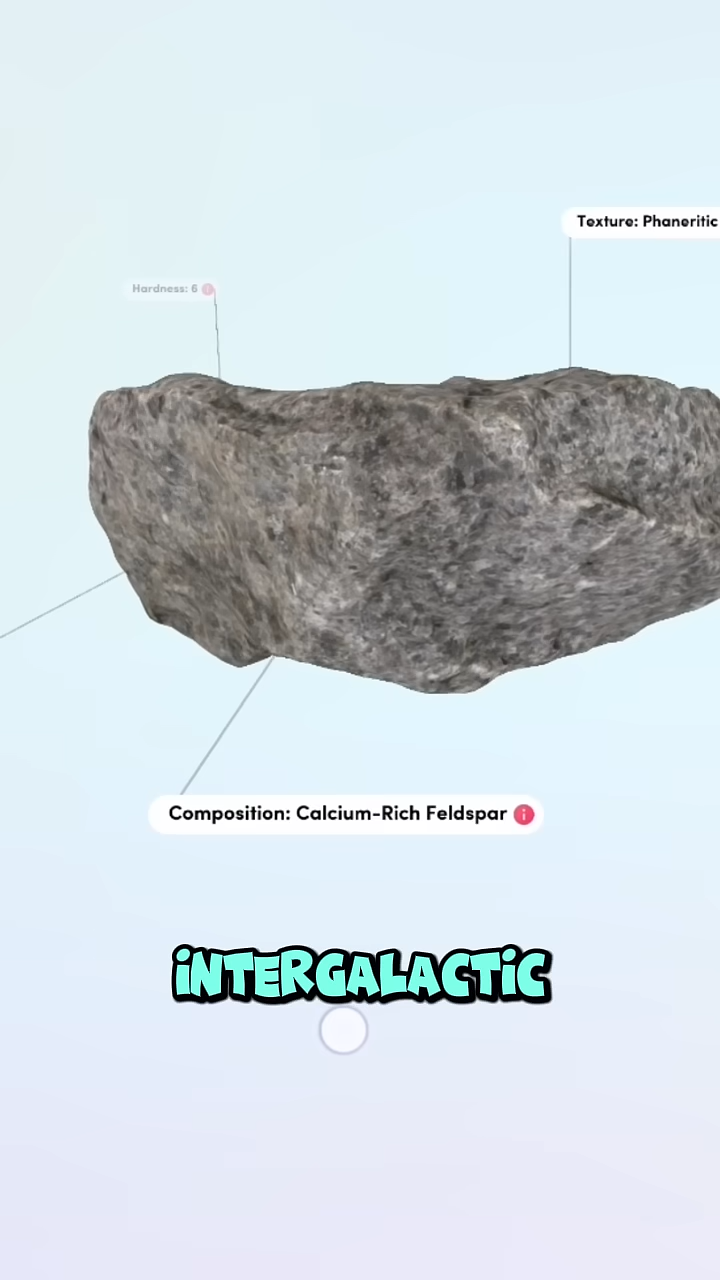 Texture: Phaneritic
Hardness: 6
Composition: Calcium-Rich Feldspar
iNTERGALACTiC